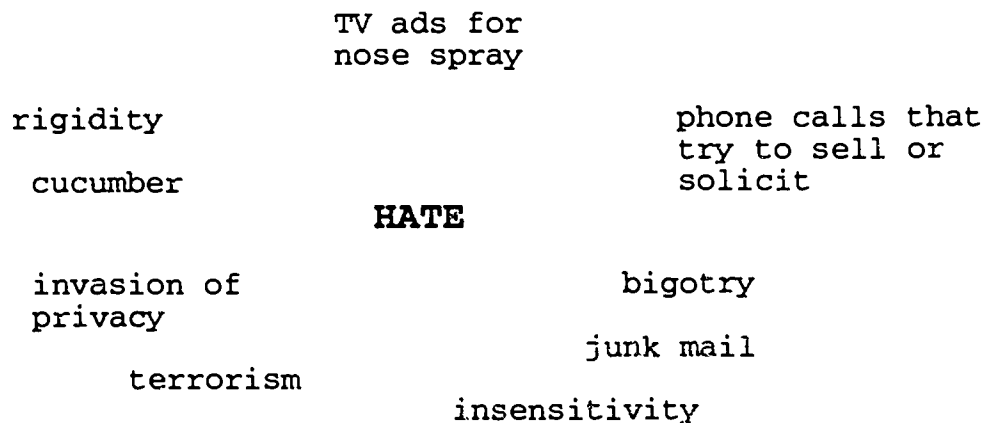 TV ads for
nose spray
rigidity
phone calls that
try to sell or
solicit
cucumber
HATE
invasion of
privacy
bigotry
junk mail
terrorism
insensitivity